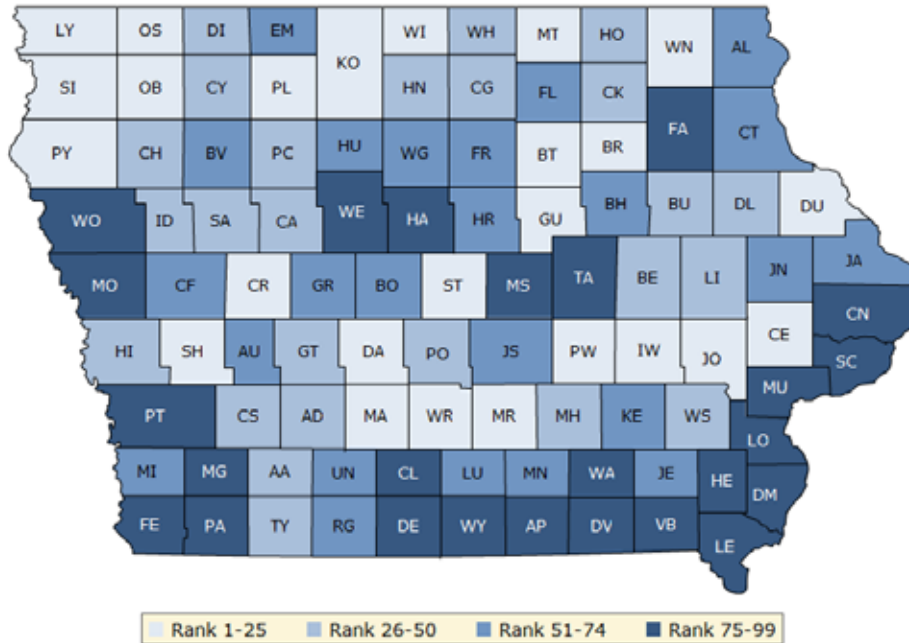 LY OS DI EM KO WI WH MT HO WN AL
SI OB CY PL HN CG FL CK FA CT
PY CH BV PC HU WG FR BT BR
WO ID SA CA WE HA HR GU BH BU DL DU
MO CF CR GR BO ST MS TA BE LI JN JA
HI SH AU GT DA PO JS PW IW JO CE CN
SC
PT CS AD MA WR MR MH KE WS MU
LO
MI MG AA UN CL LU MN WA JE HE DM
FE PA TY RG DE WY AP DV VB LE
Rank 1-25 Rank 26-50 Rank 51-74 Rank 75-99